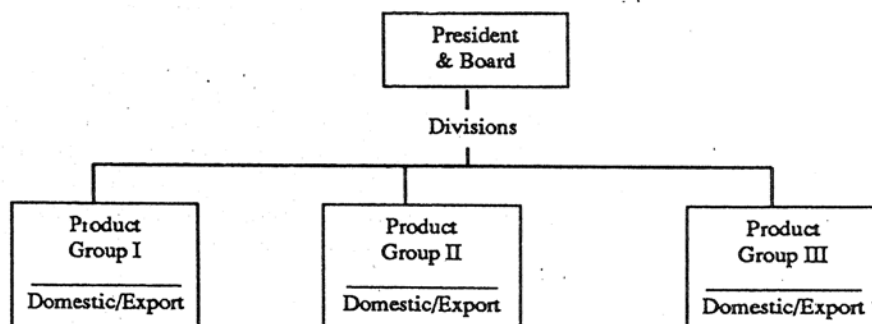 President
& Board
Divisions
Product
Group I
Domestic/Export
Product
Group II
Domestic/Export
Product
Group III
Domestic/Export